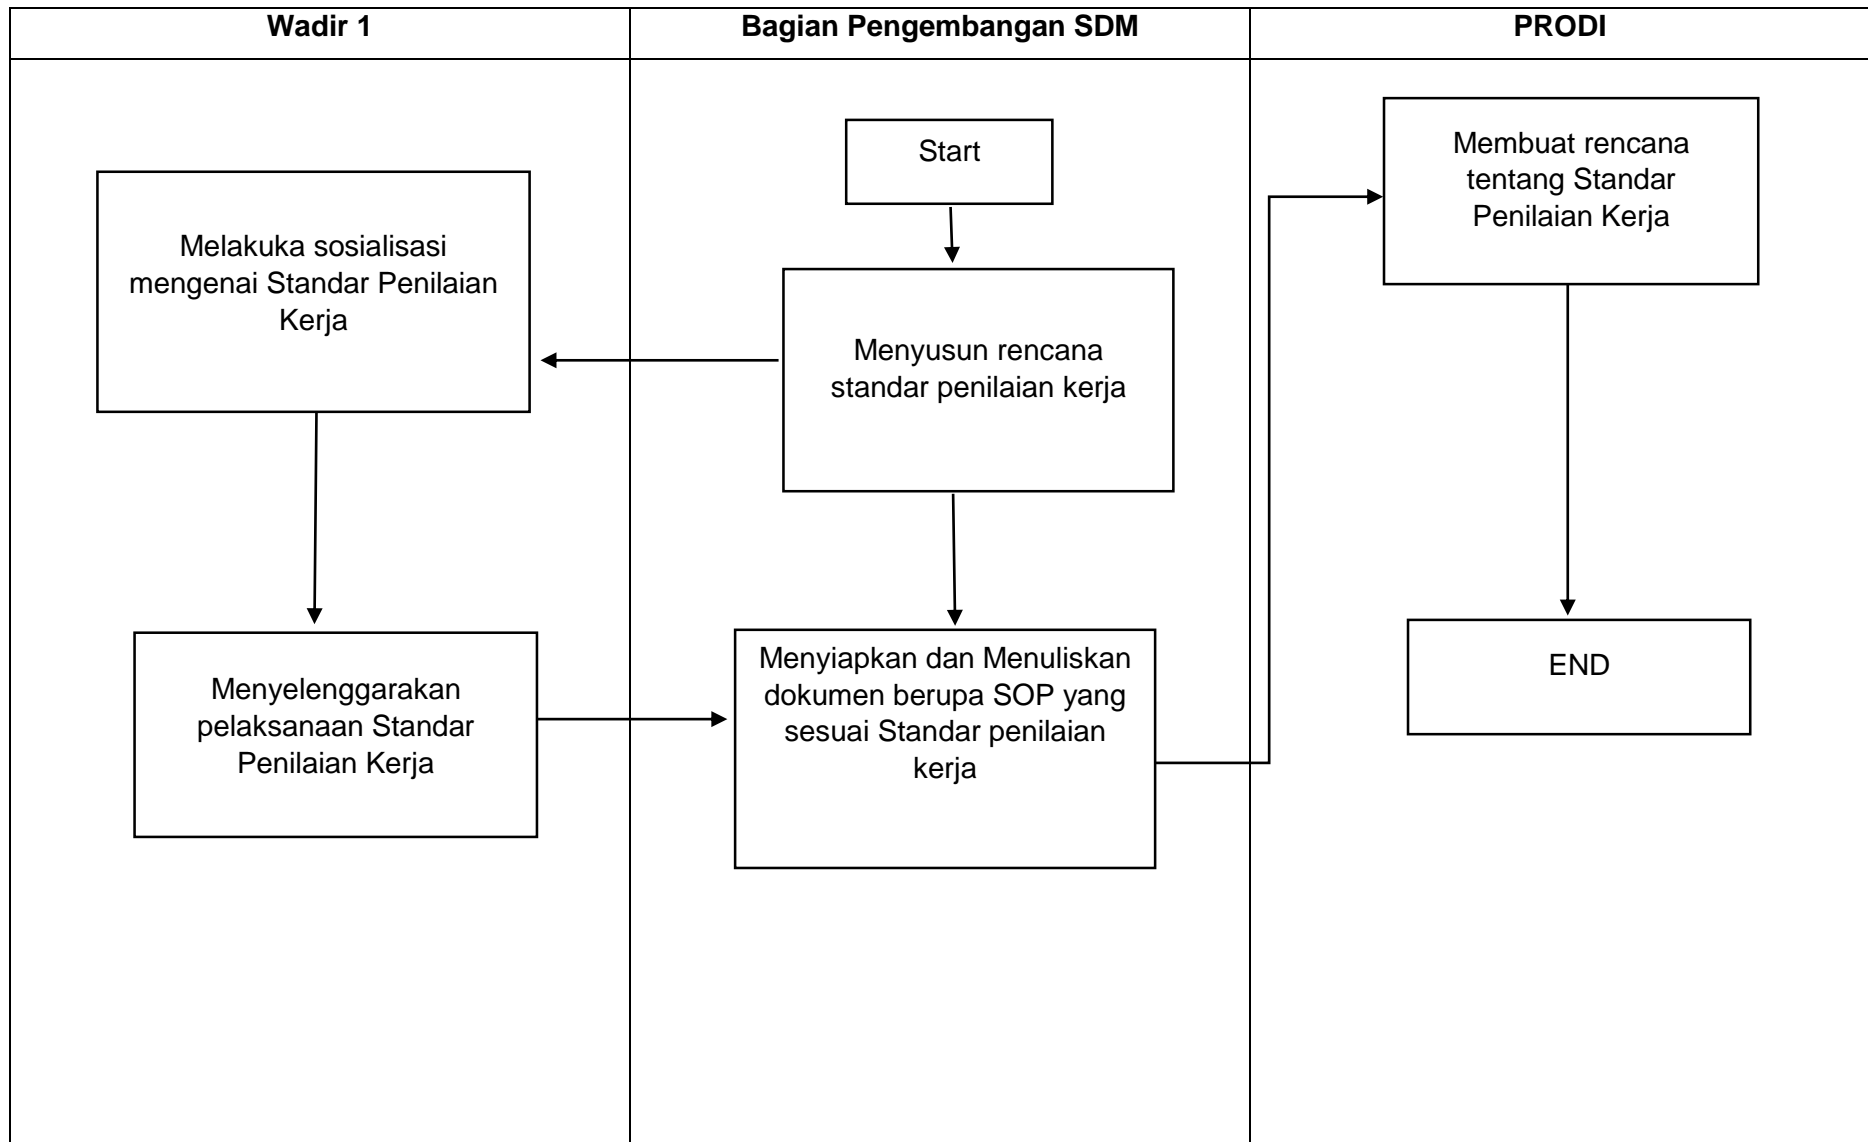 Wadir 1
Bagian Pengembangan SDM
PRODI
Melakuka sosialisasi
mengenai Standar Penilaian
Kerja
Menyelenggarakan
pelaksanaan Standar
Penilaian Kerja
Start
Menyusun rencana
standar penilaian kerja
Menyiapkan dan Menuliskan
dokumen berupa SOP yang
sesuai Standar penilaian
kerja
Membuat rencana
tentang Standar
Penilaian Kerja
END